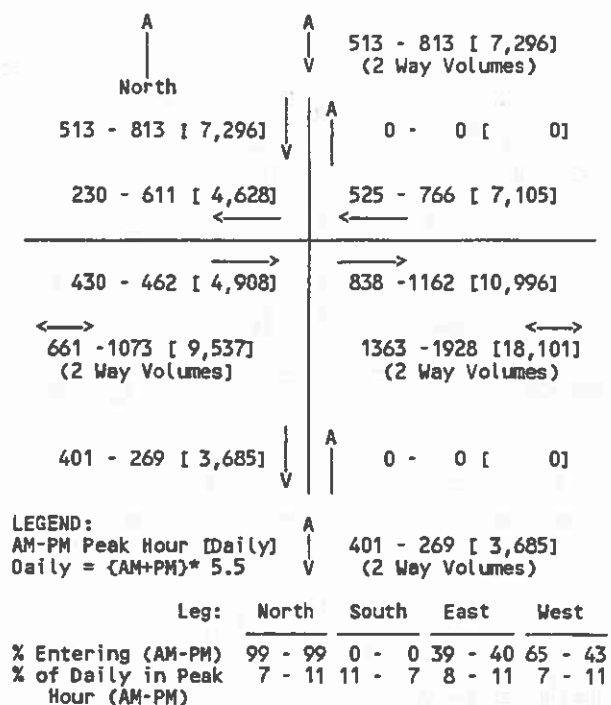 A A
513 - 813 [ 7,296]
V (2 Way Volumes)
North
A
513 - 813 [ 7,296] 0 - 0 [ 0]
V
230 - 611 [ 4,628] 525 - 766 [ 7,105]
430 - 462 [ 4,908] 838 -1162 [10,996]
661 -1073 [ 9,537] 1363 -1928 [18,101]
(2 Way Volumes] (2 Way Volumes)
A
401 - 269 [ 3,685] 0 - 0 [ 0]
V
LEGEND: A
AM-PM Peak Hour [Daily] 401 - 269 [ 3,685]
Daily = {AM+PM}* 5.5 V (2 Way Volumes)
Leg: North South East West
% Entering (AM-PM) 99 - 99 0 - 0 39 - 40 65 - 43
% of Daily in Peak 7 - 11 11 - 7 8 - 11 7 - 11
Hour (AM-PM)